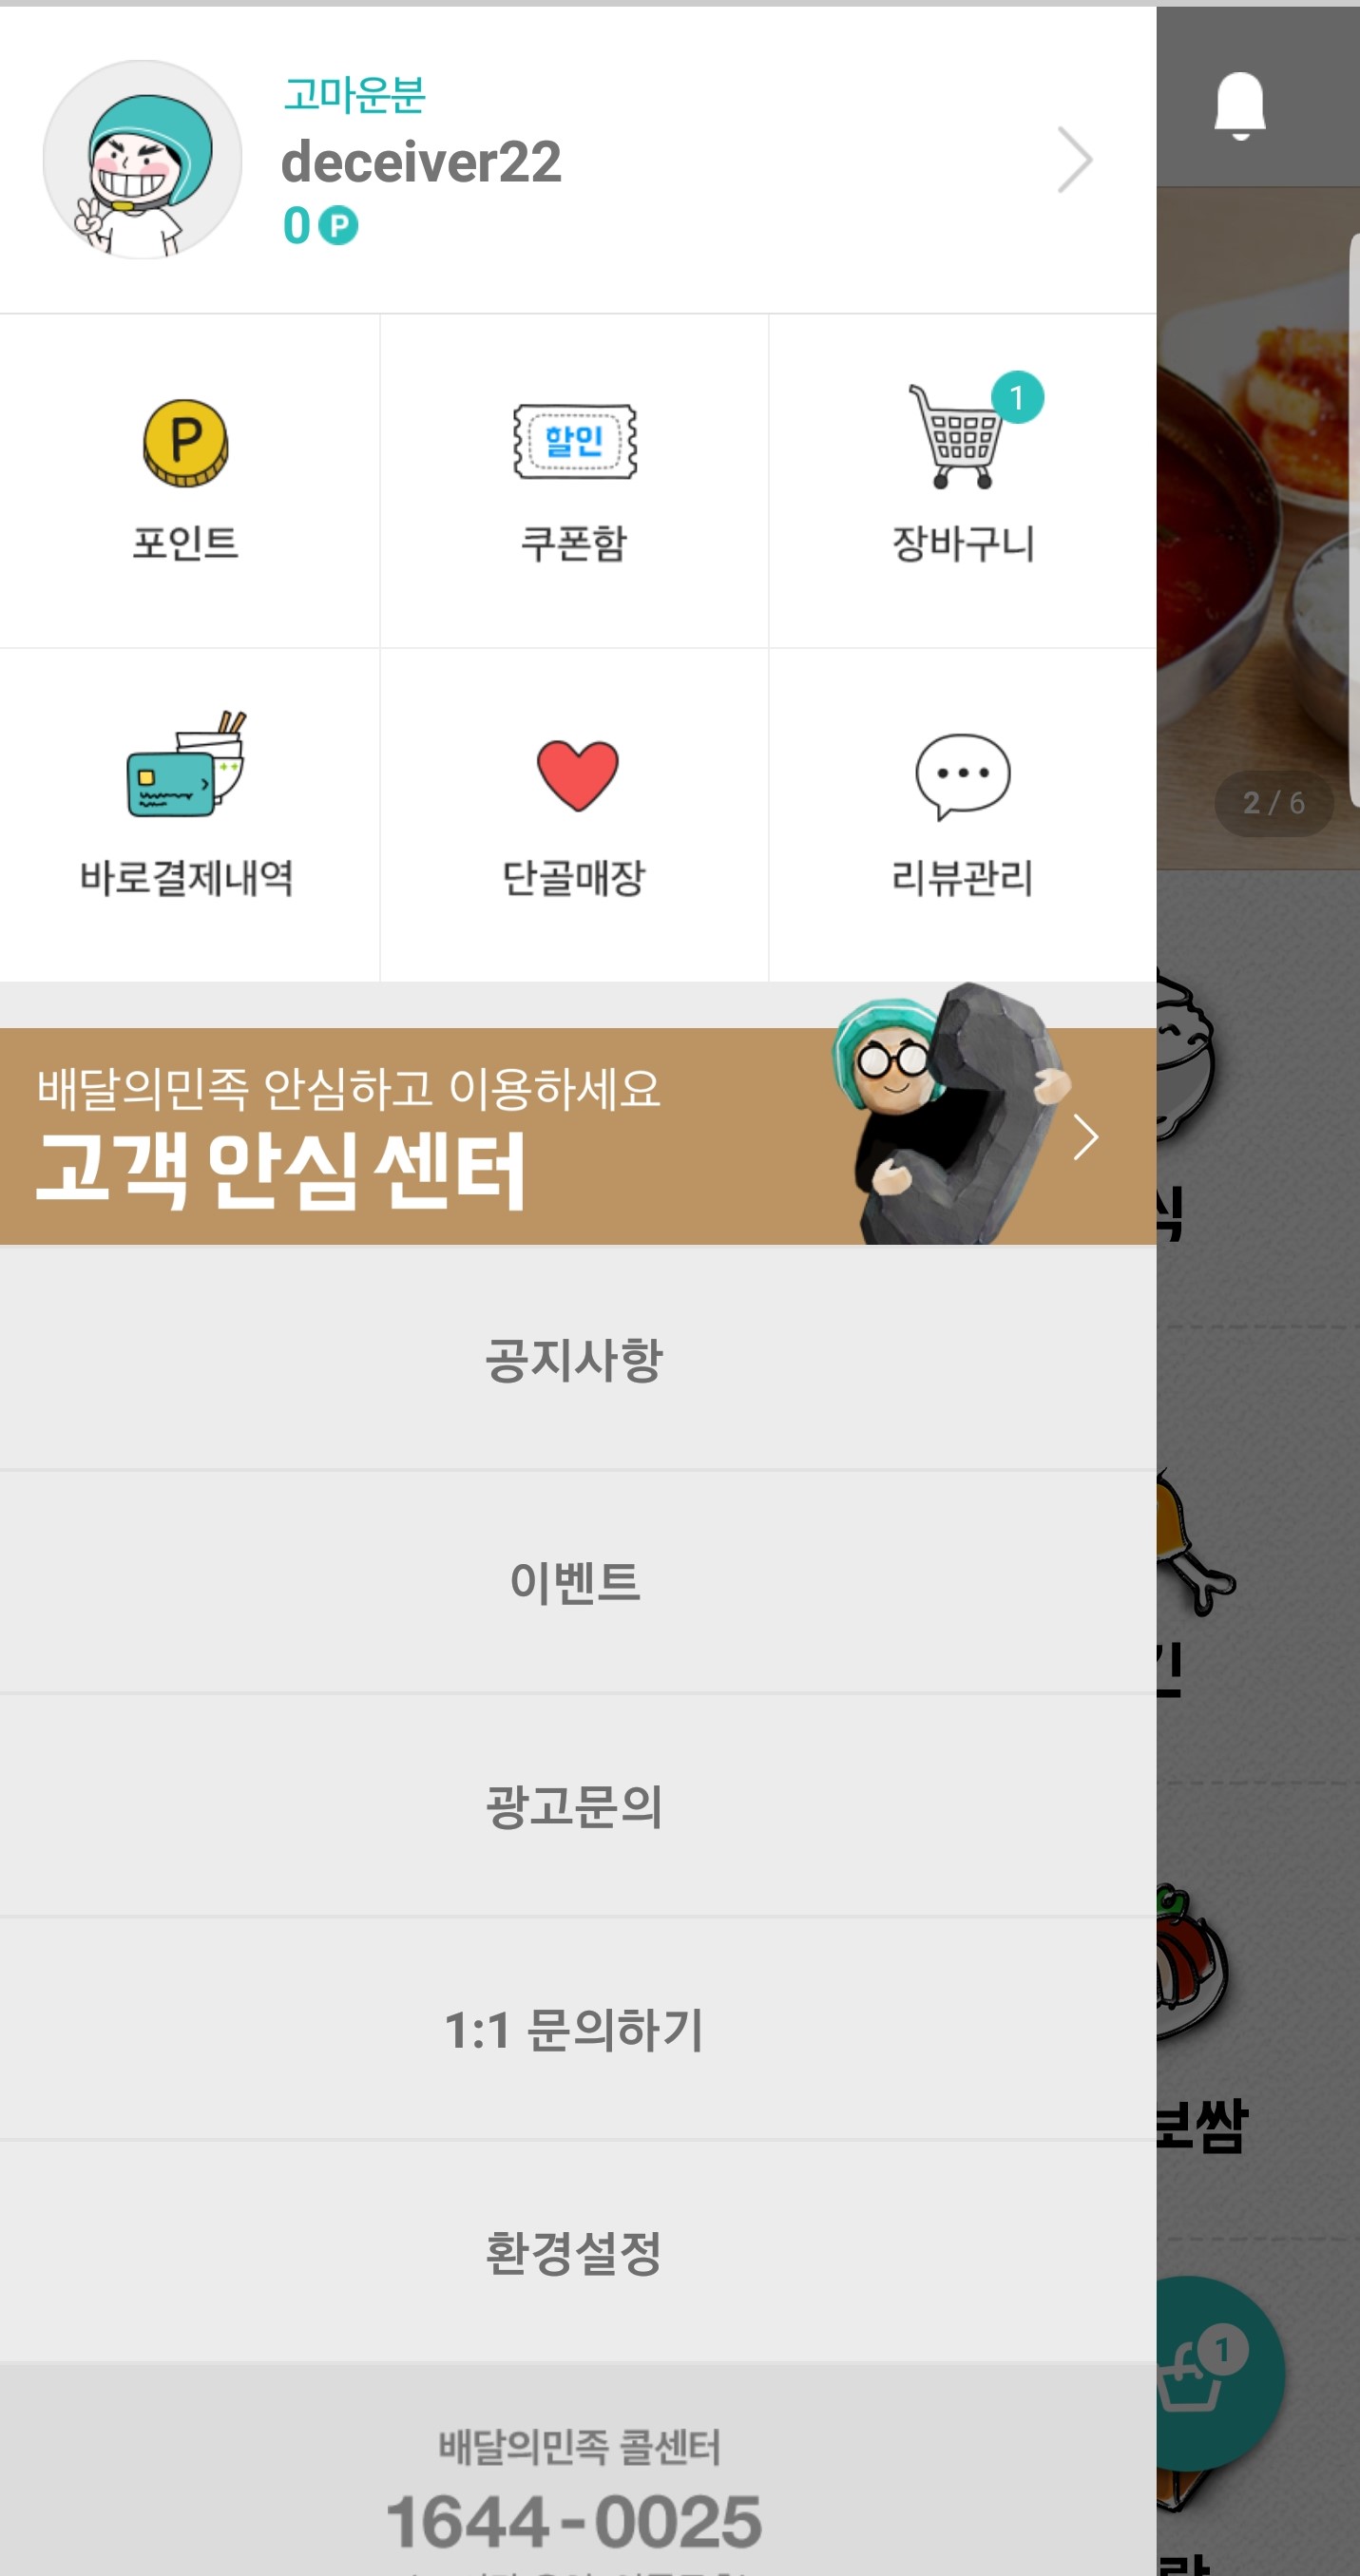 고마운분
deceiver22
0 P
P
할인
1
포인트
쿠폰함
장바구니
바로결제내역
단골매장
리뷰관리
2 / 6
배달의민족 안심하고 이용하세요
고객 안심 센터
공지사항
이벤트
광고문의
1:1 문의하기
보쌈
환경설정
1
배달의민족 콜센터
1644-0025